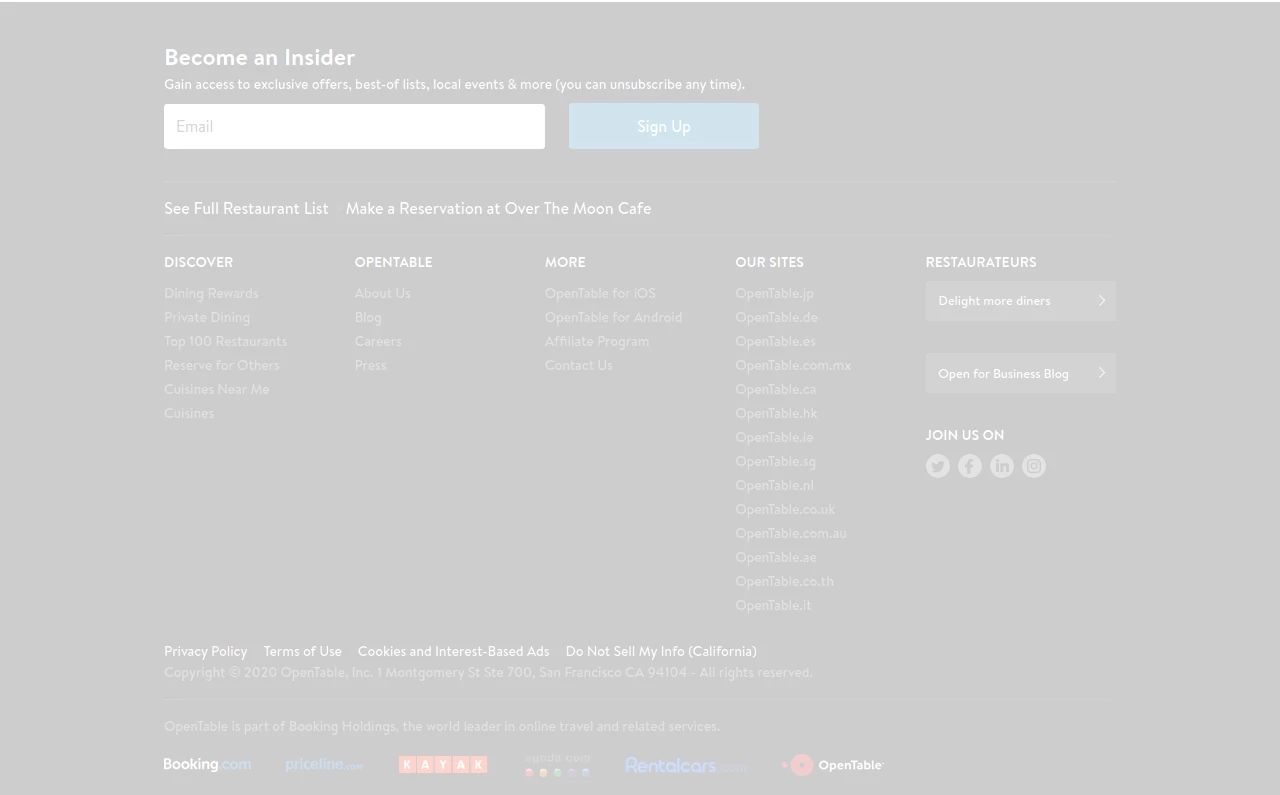 Become an Insider
Gain access to exclusive offers, best-of lists, local events & more (you can unsubscribe any time).
Email
Sign Up
See Full Restaurant List Make a Reservation at Over The Moon Cafe
DISCOVER
Dining Rewards
Private Dining
Top 100 Restaurants
Reserve for Others
Cuisines Near Me
Cuisines
OPENTABLE
About Us
Blog
Careers
Press
MORE
OpenTable for iOS
OpenTable for Android
Affiliate Program
Contact Us
OUR SITES
OpenTable.jp
OpenTable.de
OpenTable.es
OpenTable.com.mx
OpenTable.ca
OpenTable.hk
OpenTable.ie
OpenTable.sg
OpenTable.nl
OpenTable.co.uk
OpenTable.com.au
OpenTable.ae
OpenTable.co.th
OpenTable.it
RESTAURATEURS
Delight more diners
Open for Business Blog
JOIN US ON
Privacy Policy Terms of Use Cookies and Interest-Based Ads Do Not Sell My Info (California)
Copyright © 2020 OpenTable, Inc. 1 Montgomery St Ste 700, San Francisco CA 94104 - All rights reserved.
OpenTable is part of Booking Holdings, the world leader in online travel and related services.
Booking.com priceline.com KAYAK agoda.com Rentalcars.com OpenTable